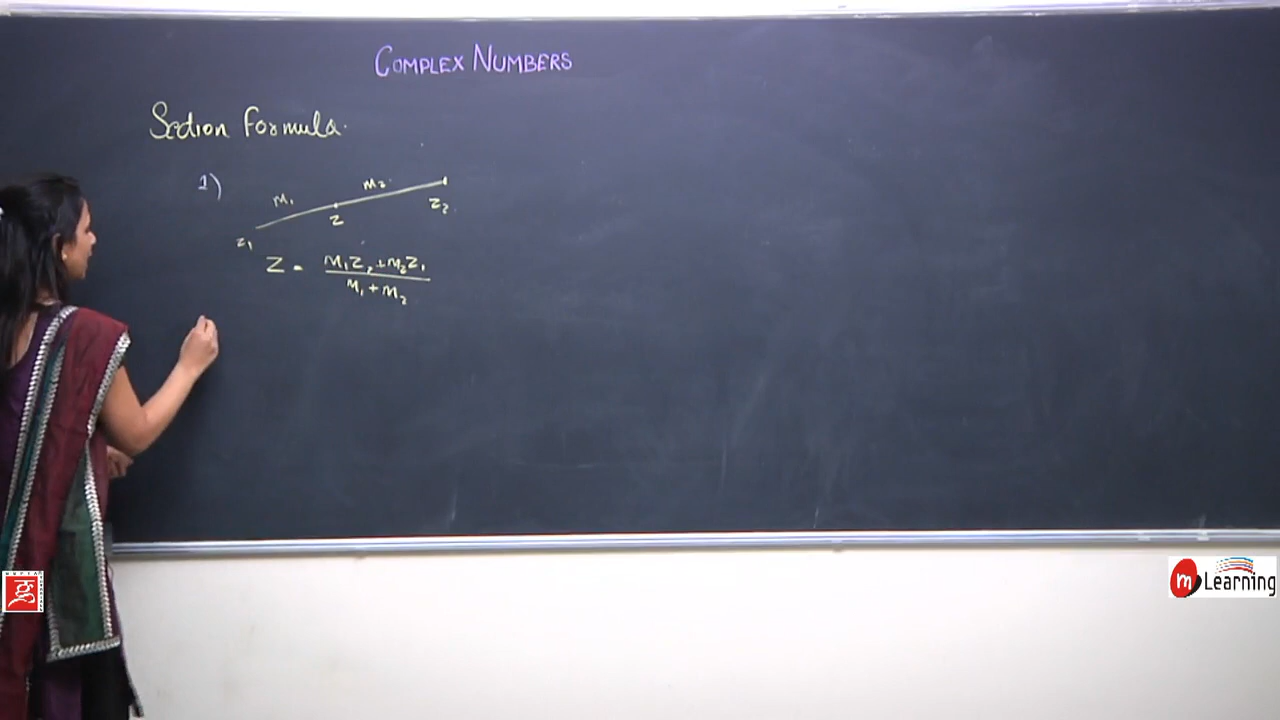 COMPLEX NUMBERS
Section Formula.
1)
m₁ m₂
z₁ z z₂
z = m₁z₂+m₂z₁
m₁+m₂
m Learning